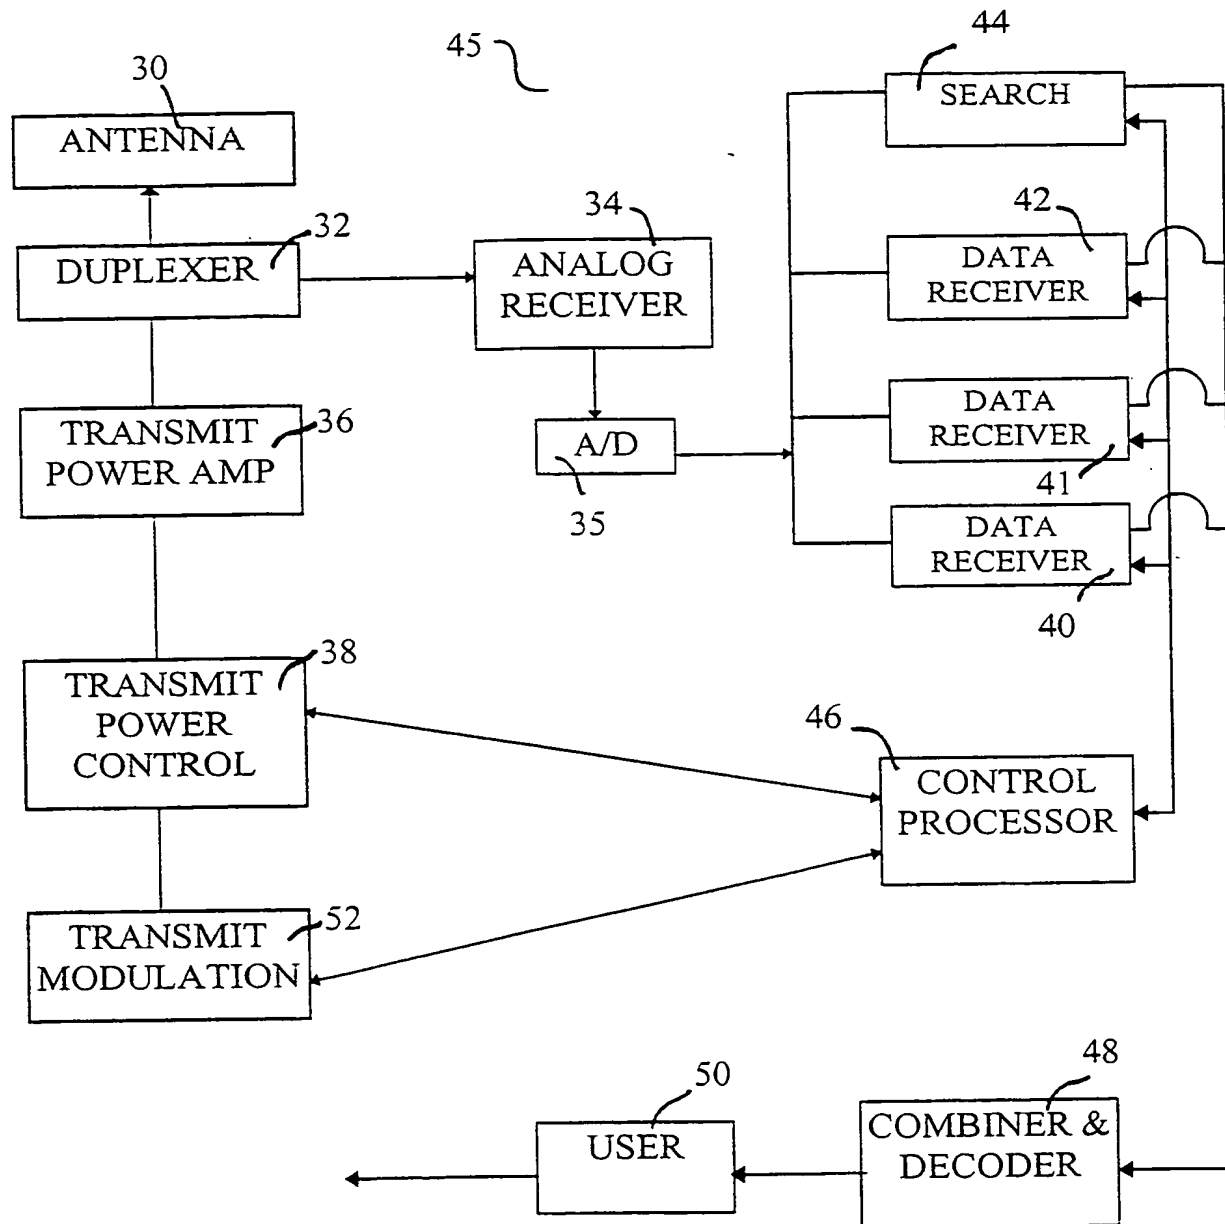 45
44
30
SEARCH
ANTENNA
42
34
32
DUPLEXER
ANALOG
RECEIVER
DATA
RECEIVER
36
TRANSMIT
POWER AMP
A/D
35
DATA
RECEIVER
41
DATA
RECEIVER
40
38
TRANSMIT
POWER
CONTROL
46
CONTROL
PROCESSOR
52
TRANSMIT
MODULATION
50
USER
48
COMBINER &
DECODER